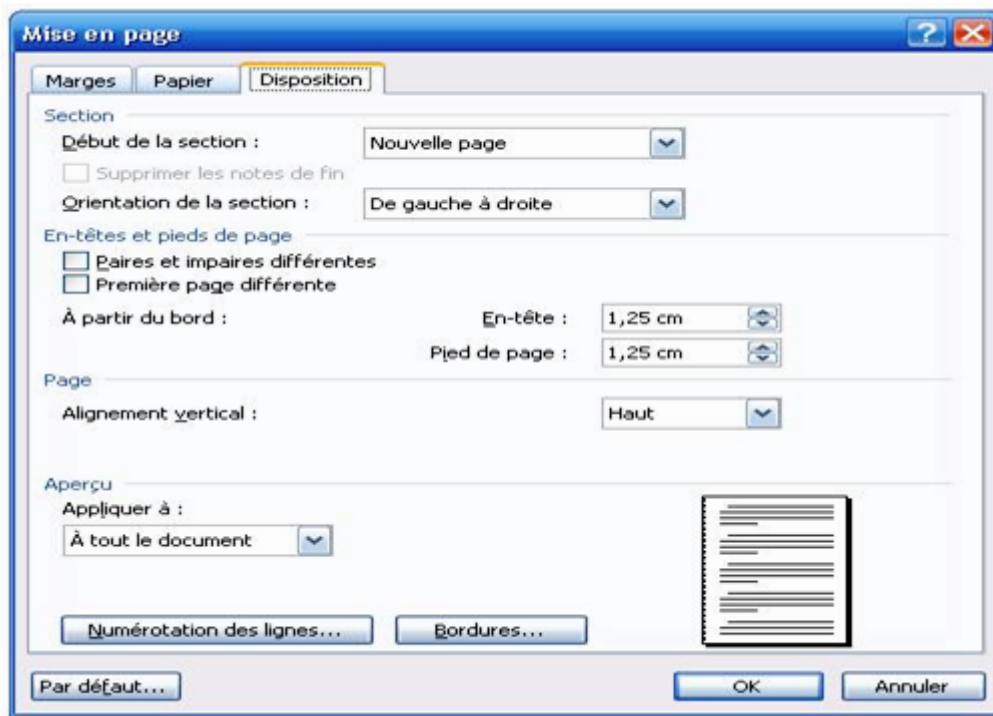 Mise en page
Marges Papier Disposition
Section
Début de la section : Nouvelle page
Supprimer les notes de fin
Orientation de la section : De gauche à droite
En-têtes et pieds de page
Paires et impaires différentes
Première page différente
À partir du bord : En-tête : 1,25 cm
Pied de page : 1,25 cm
Page
Alignement vertical : Haut
Aperçu
Appliquer à :
À tout le document
Numérotation des lignes... Bordures...
Par défaut... OK Annuler